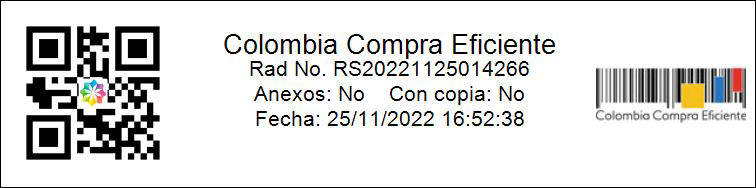 Colombia Compra Eficiente
Rad No. RS20221125014266
Anexos: No    Con copia: No
Fecha: 25/11/2022 16:52:38
Colombia Compra Eficiente